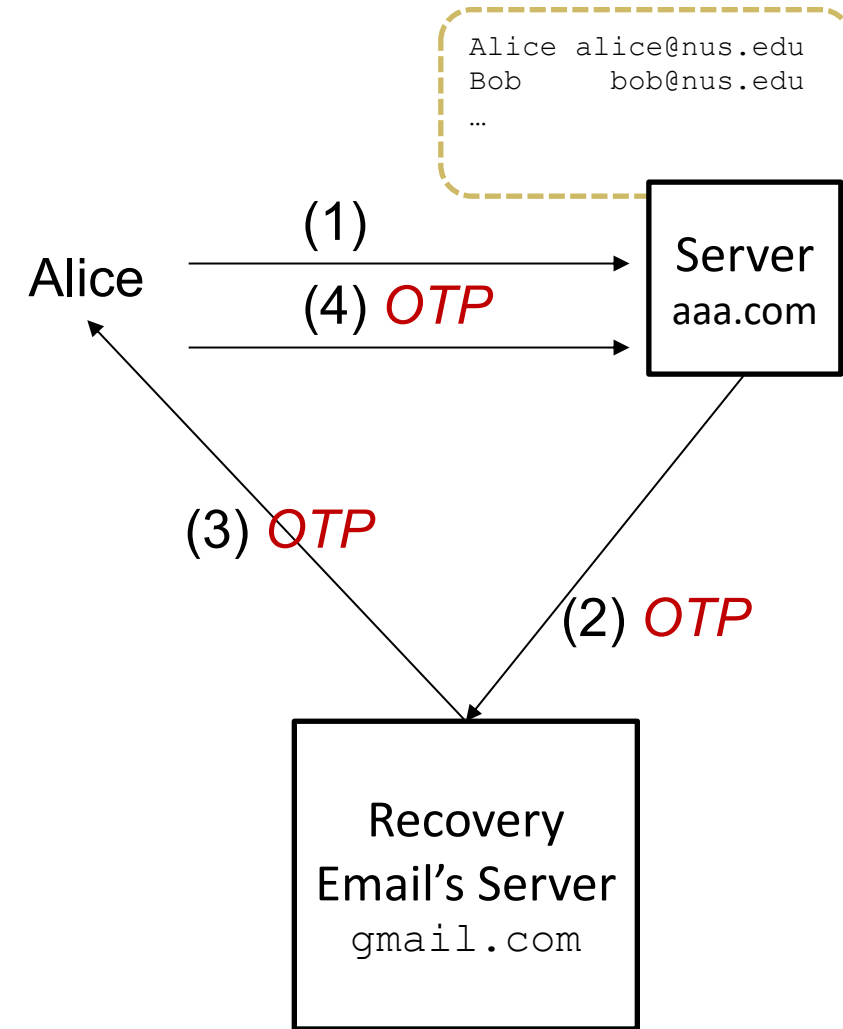 Alice alice@nus.edu
Bob bob@nus.edu
…
(1)
Alice
(4) OTP
Server
aaa.com
(3) OTP
(2) OTP
Recovery
Email’s Server
gmail.com